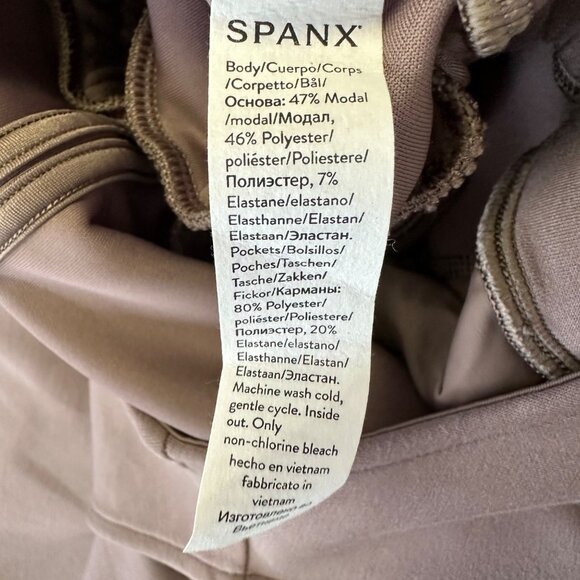 SPANX
Body/Cuerpo/Corps
/Corpetto/Bål/
Основа: 47% Modal
/modal/Модал,
46% Polyester/
poliéster/Poliestere/
Полиэстер, 7%
Elastane/elastano/
Elasthanne/Elastan/
Elastaan/Эластан.
Pockets/Bolsillos/
Poches/Taschen/
Tasche/Zakken/
Fickor/Карманы:
80% Polyester/
poliéster/Poliestere/
Полиэстер, 20%
Elastane/elastano/
Elasthanne/Elastan/
Elastaan/Эластан.
Machine wash cold,
gentle cycle. Inside
out. Only
non-chlorine bleach
hecho en vietnam
fabbricato in
vietnam
Изготовлено во
Вьетнаме